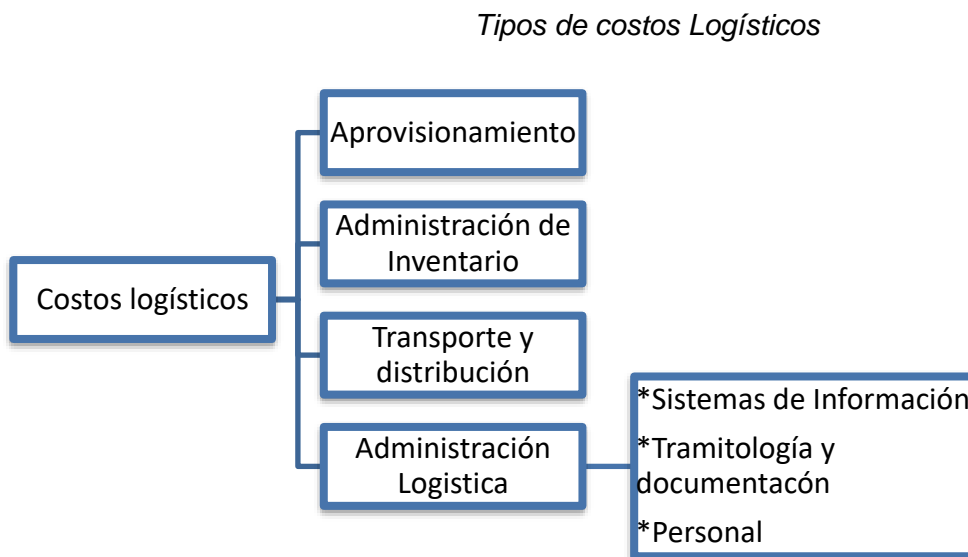 Tipos de costos Logísticos
Aprovisionamiento
Administración de
Inventario
Costos logísticos
Transporte y
distribución
Administración
Logistica
*Sistemas de Información
*Tramitología y
documentacón
*Personal